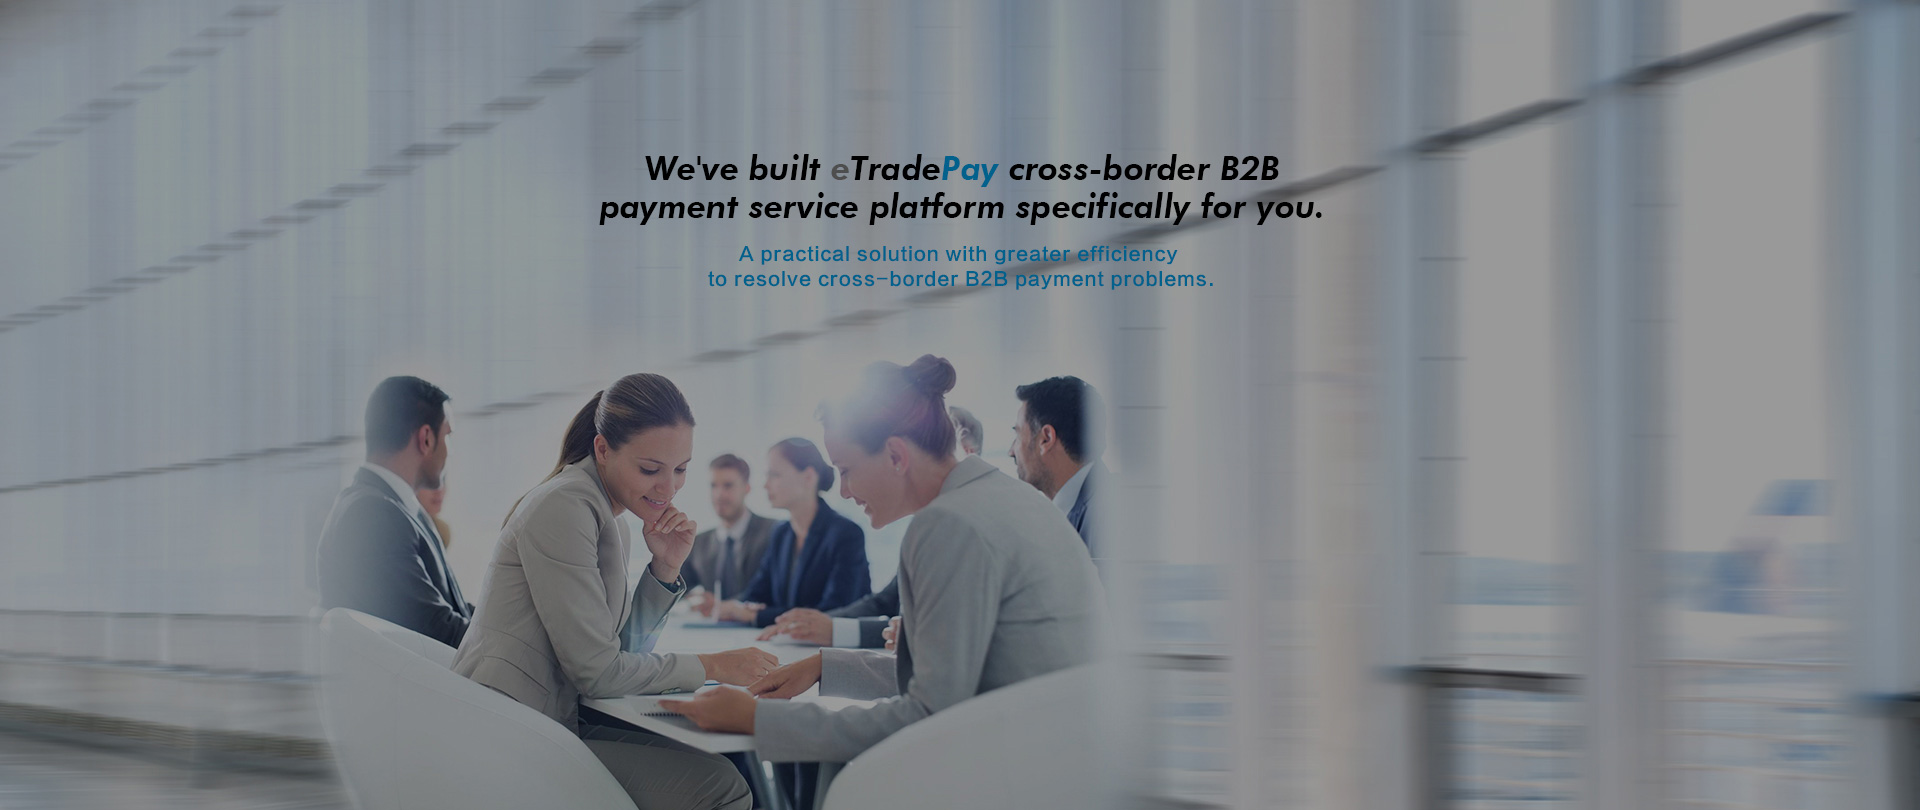 We've built eTradePay cross-border B2B
payment service platform specifically for you.
A practical solution with greater efficiency
to resolve cross-border B2B payment problems.